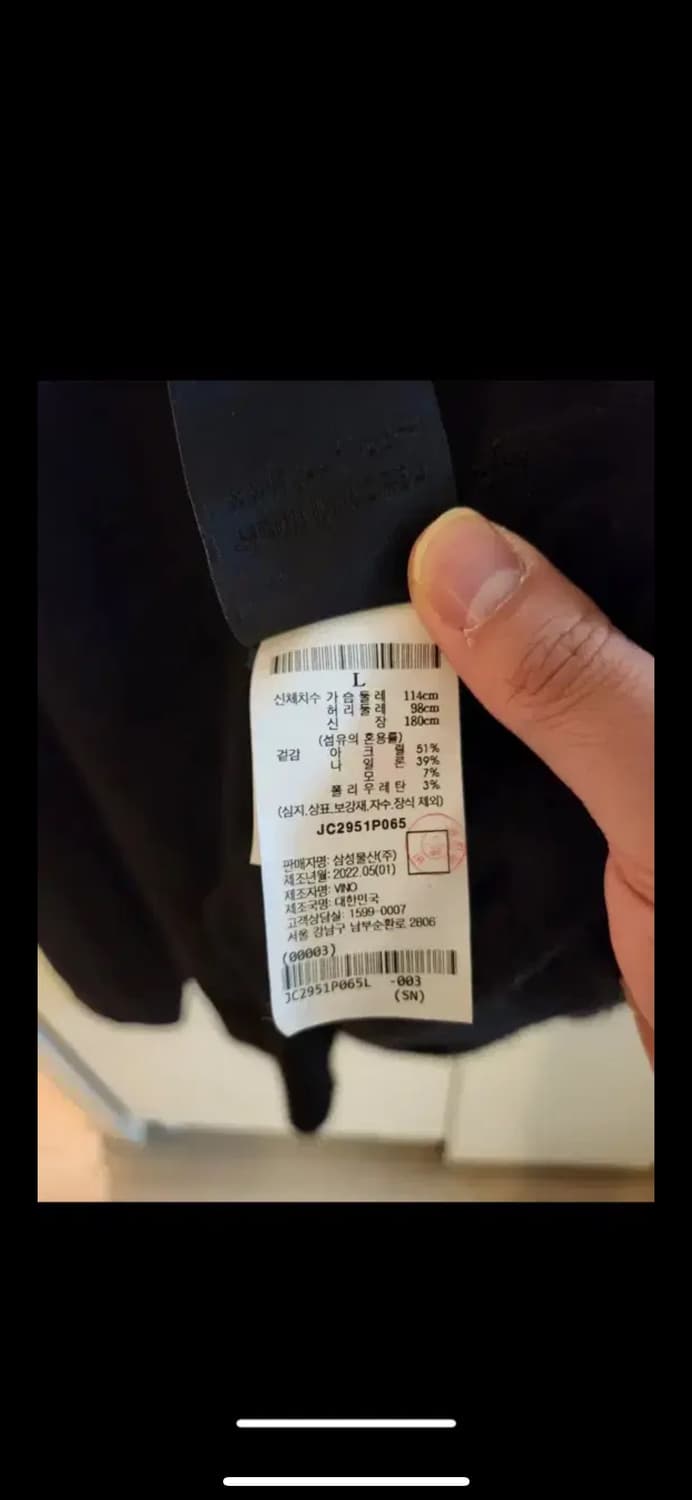 L
신체치수 가 슴 둘 레 114cm
허 리 둘 레 98cm
신 장 180cm
(섬유의 혼용률)
겉감 아 크 릴 51%
나 일 론 39%
모 7%
폴 리 우 레 탄 3%
(심지.상표.보강재.자수.장식 제외)
JC2951P065
판매자명: 삼성물산(주)
제조년월: 2022.05(01)
제조자명: VINO
제조국명: 대한민국
고객상담실: 1599-0007
서울 강남구 남부순환로 2806
(00003)
JC2951P065L -003
(SN)